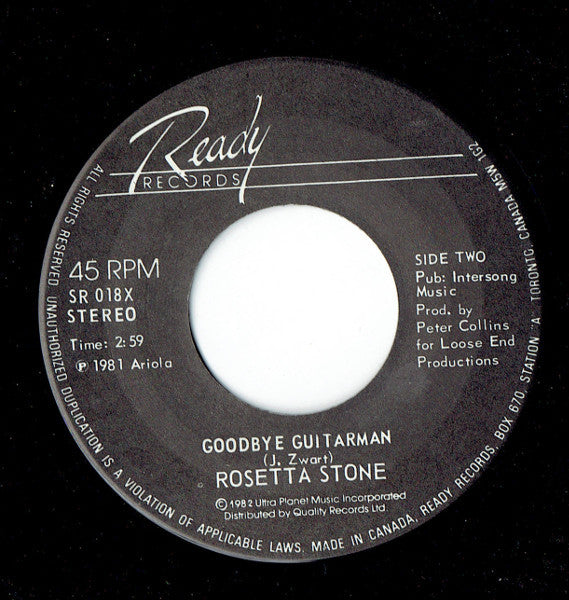 Ready
RECORDS
45 RPM
SR 018X
STEREO
Time: 2:59
℗ 1981 Ariola
SIDE TWO
Pub: Intersong
Music
Prod. by
Peter Collins
for Loose End
Productions
GOODBYE GUITARMAN
(J. Zwart)
ROSETTA STONE
© 1982 Ultra Planet Music Incorporated
Distributed by Quality Records Ltd.
ALL RIGHTS RESERVED. UNAUTHORIZED DUPLICATION IS A VIOLATION OF APPLICABLE LAWS. MADE IN CANADA, READY RECORDS, BOX 670, STATION 'A' TORONTO, CANADA M5W 1G2